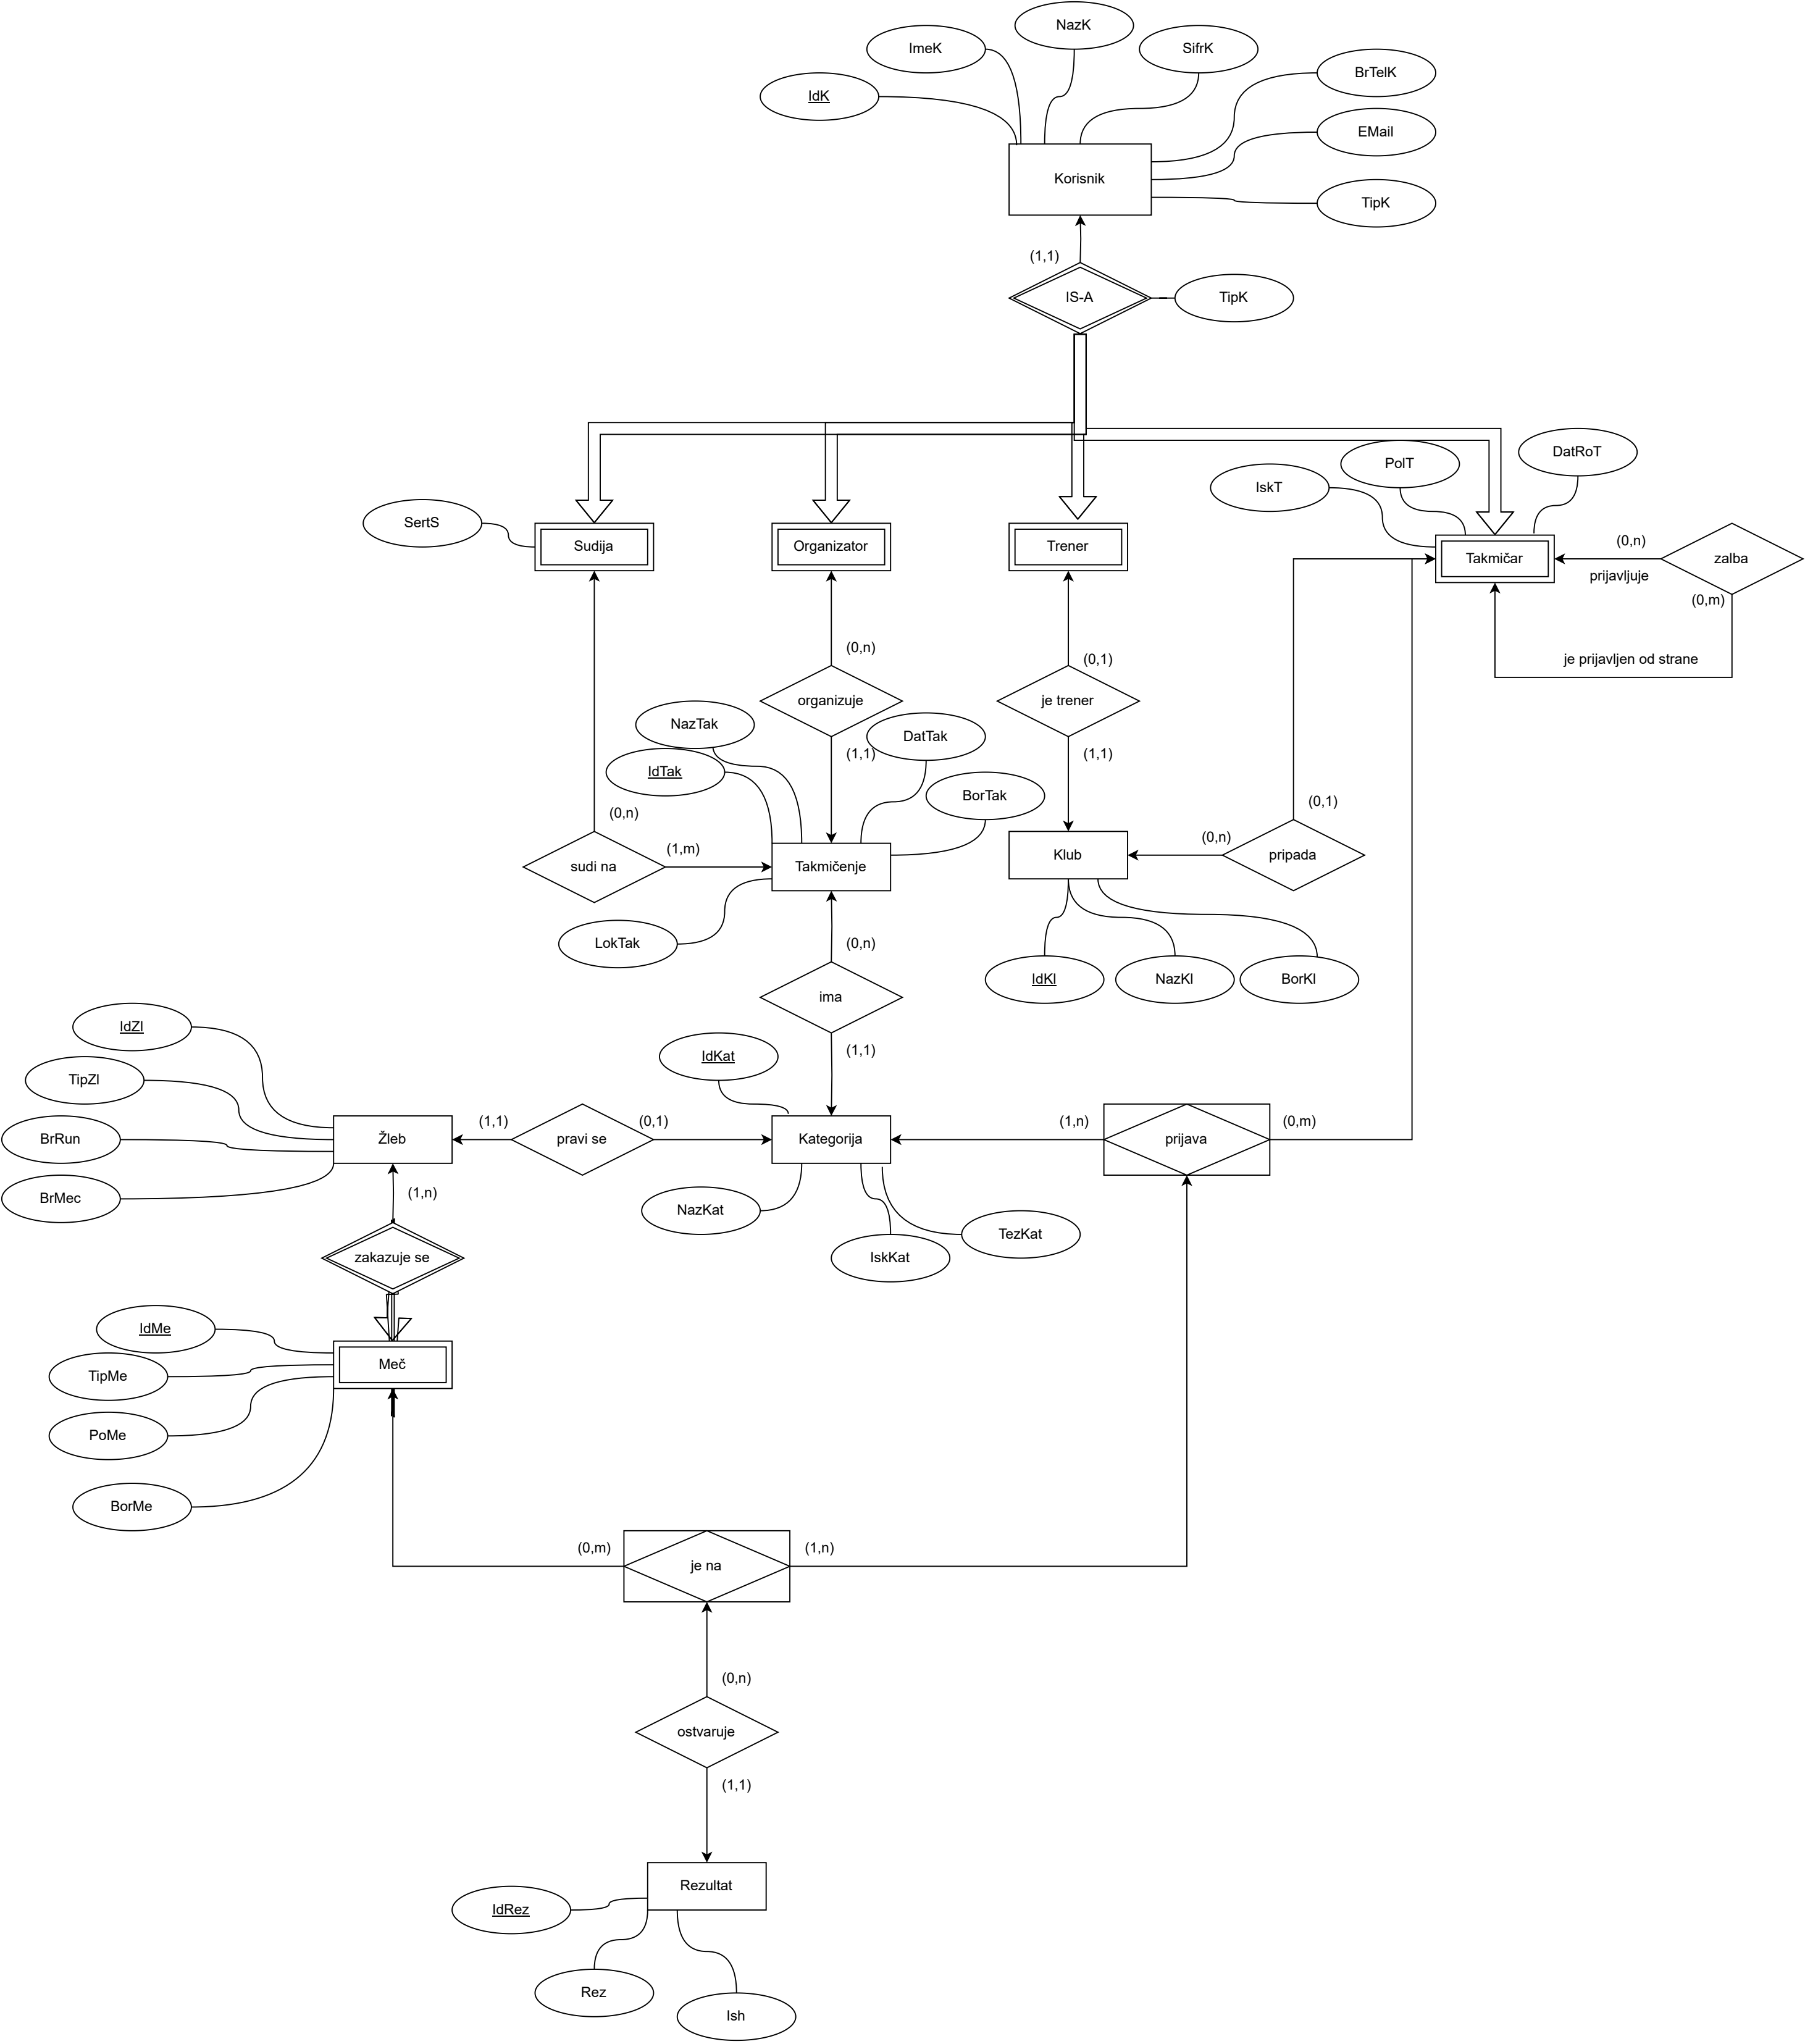 NazK
ImeK
SifrK
BrTelK
IdK
EMail
Korisnik
TipK
(1,1)
IS-A
TipK
DatRoT
PolT
IskT
SertS
Sudija
Organizator
Trener
Takmičar
(0,n)
zalba
prijavljuje
(0,m)
je prijavljen od strane
(0,n)
(0,1)
organizuje
je trener
NazTak
DatTak
(1,1)
(1,1)
IdTak
BorTak
(0,n)
(0,1)
sudi na
(1,m)
Takmičenje
Klub
(0,n)
pripada
LokTak
(0,n)
IdKl
NazKl
BorKl
ima
IdZl
IdKat
(1,1)
TipZl
BrRun
Žleb
(1,1)
pravi se
(0,1)
Kategorija
(1,n)
prijava
(0,m)
BrMec
(1,n)
NazKat
TezKat
IskKat
zakazuje se
IdMe
Meč
TipMe
PoMe
BorMe
(0,m)
je na
(1,n)
(0,n)
ostvaruje
(1,1)
Rezultat
IdRez
Rez
Ish